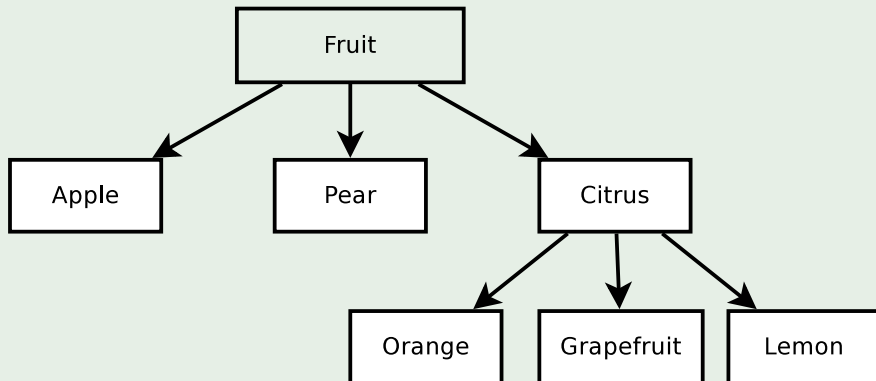 Fruit
Apple
Pear
Citrus
Orange
Grapefruit
Lemon